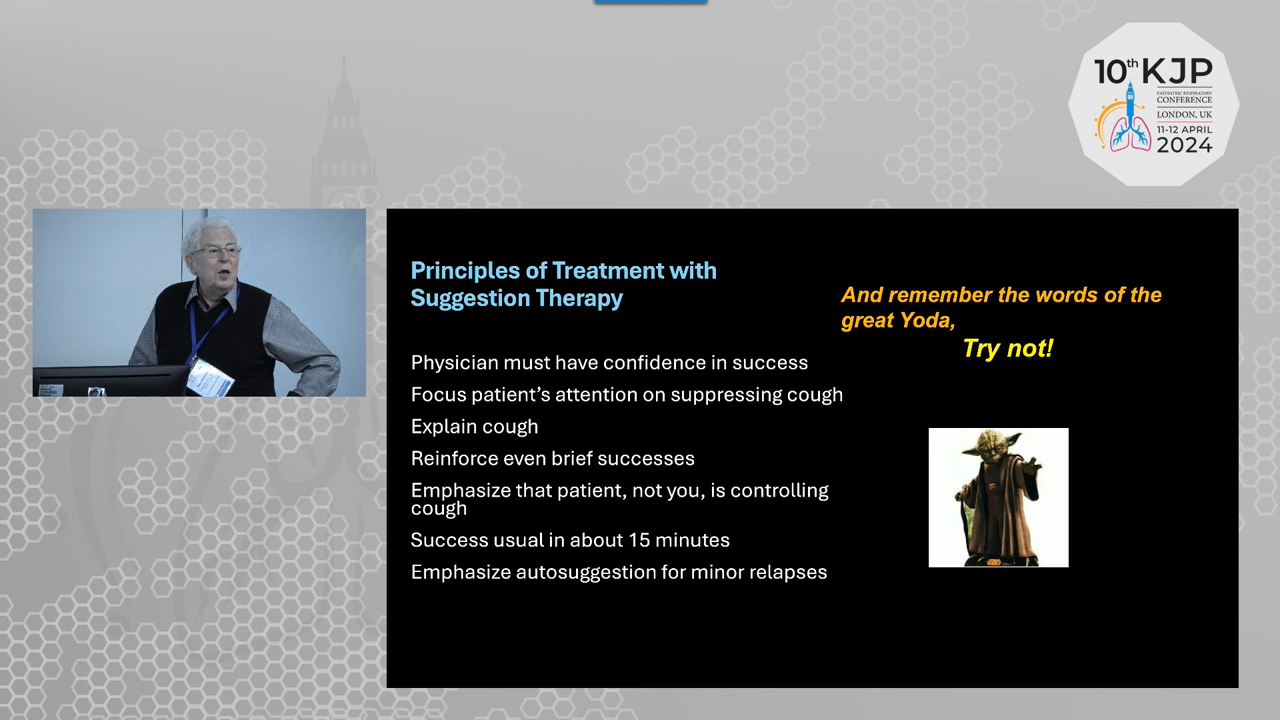 10th KJP
PAEDIATRIC RESPIRATORY
CONFERENCE
LONDON, UK
11-12 APRIL
2024
Principles of Treatment with
Suggestion Therapy
Physician must have confidence in success
Focus patient’s attention on suppressing cough
Explain cough
Reinforce even brief successes
Emphasize that patient, not you, is controlling
cough
Success usual in about 15 minutes
Emphasize autosuggestion for minor relapses
And remember the words of the
great Yoda,
Try not!